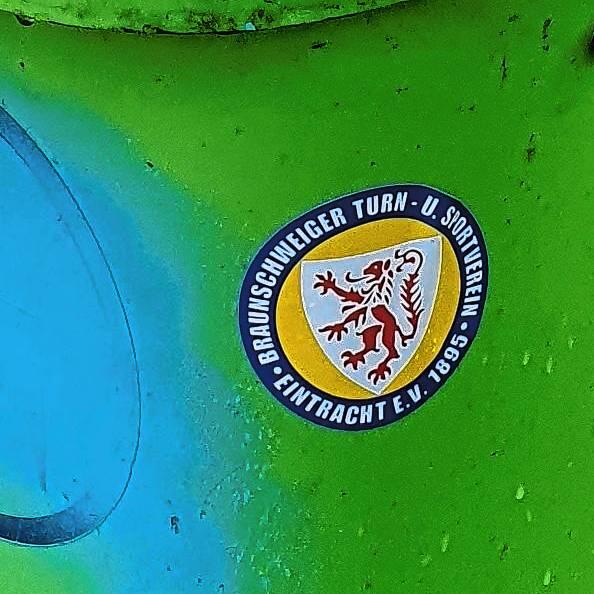 BRAUNSCHWEIGER TURN- U. SPORTVEREIN
• EINTRACHT E.V. 1895 •